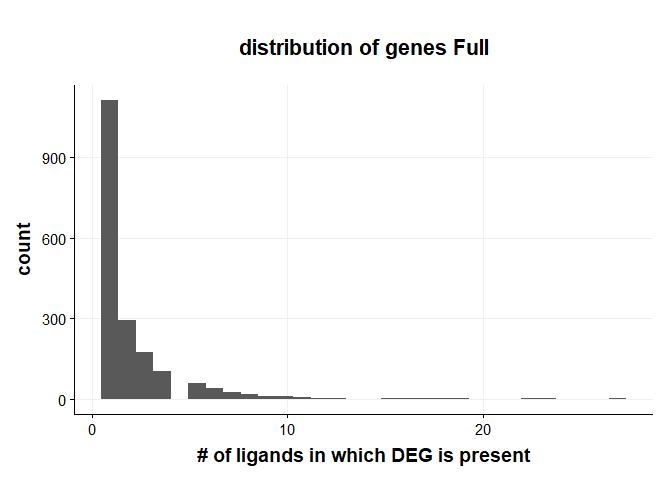 distribution of genes Full
count
900
600
300
0
0 10 20
# of ligands in which DEG is present